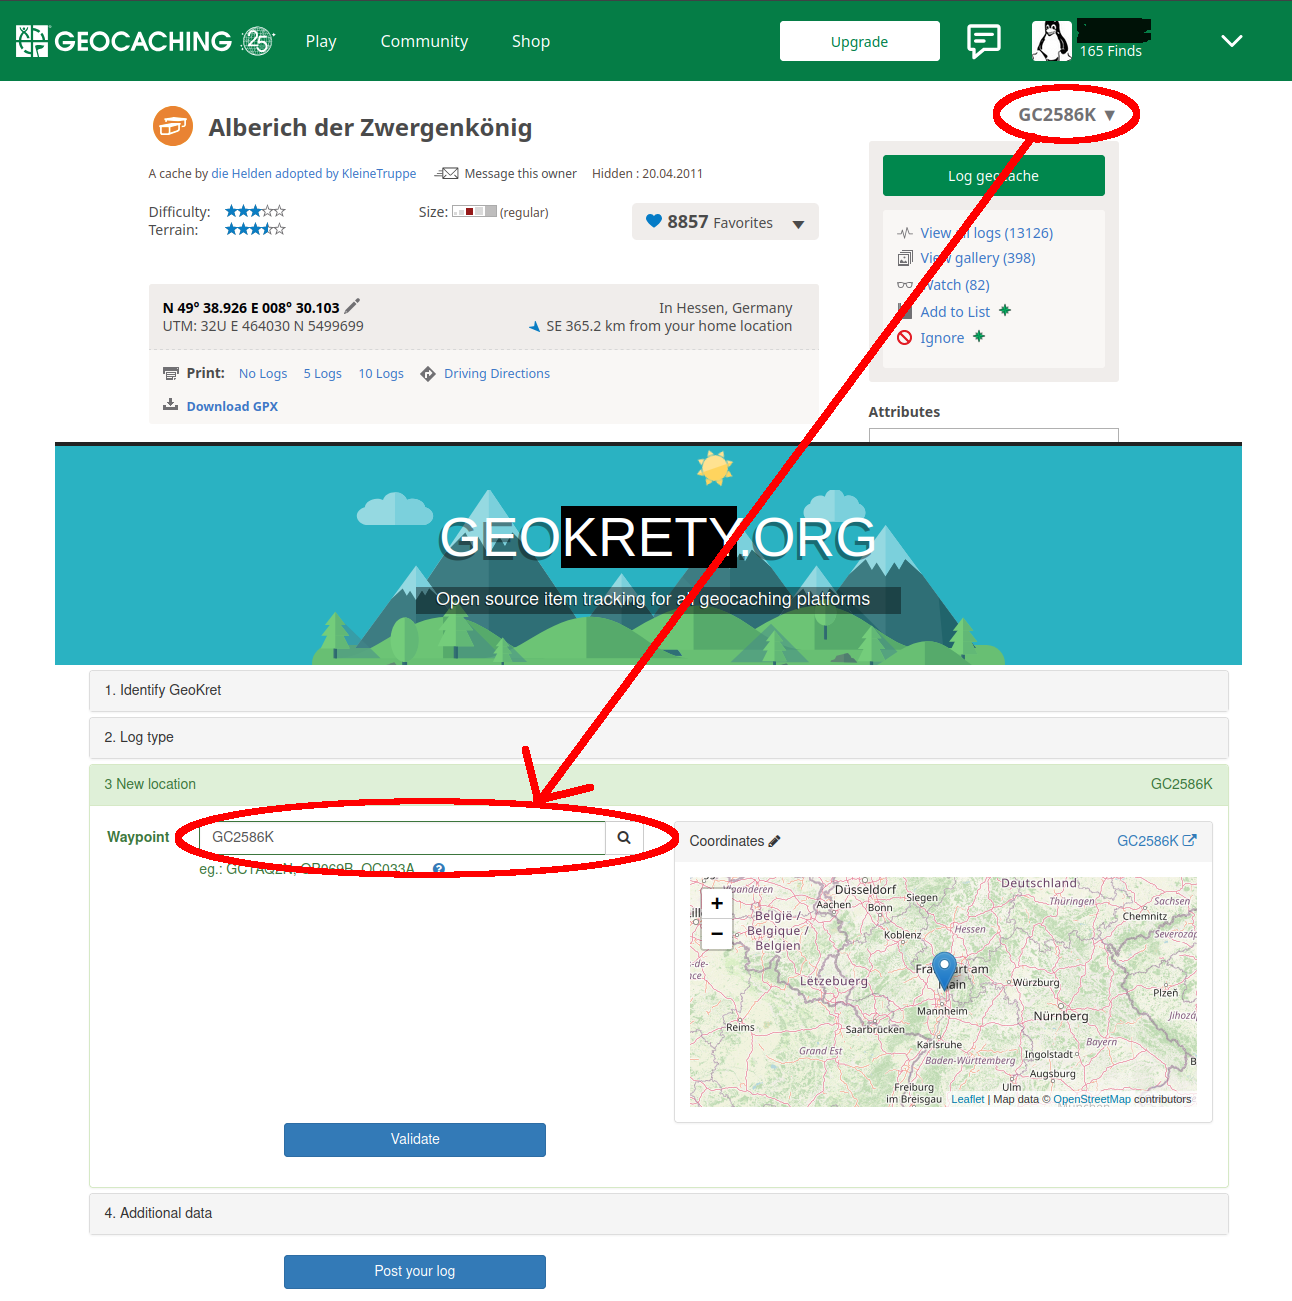 GEOCACHING 25 Play Community Shop Upgrade 165 Finds
Alberich der Zwergenkönig
GC2586K ▼
A cache by die Helden adopted by KleineTruppe Message this owner Hidden : 20.04.2011
Difficulty:
Terrain:
Size: (regular)
8857 Favorites
Log geocache
View all logs (13126)
View gallery (398)
Watch (82)
Add to List
Ignore
N 49° 38.926 E 008° 30.103
UTM: 32U E 464030 N 5499699
In Hessen, Germany
SE 365.2 km from your home location
Print: No Logs 5 Logs 10 Logs Driving Directions
Download GPX
Attributes
GEOKRETY.ORG
Open source item tracking for all geocaching platforms
1. Identify GeoKret
2. Log type
3 New location GC2586K
Waypoint GC2586K
eg.: GC1AQ2N, OP069B, OC033A
Coordinates GC2586K
+
−
Düsseldorf
Siegen
Deutschland
Vlaanderen
Aachen
Bonn
Thüringen
Sachsen
België /
Belgique /
Belgien
Chemnitz
Koblenz
Hessen
Lëtzebuerg
Frankfurt am
Main
Würzburg
Plzeň
Mannheim
Nürnberg
Reims
Saarbrücken
Karlsruhe
Bayern
Grand Est
Baden-Württemberg
Ingolstadt
Augsburg
Freiburg
im Breisgau
Ulm
Leaflet | Map data © OpenStreetMap contributors
Validate
4. Additional data
Post your log